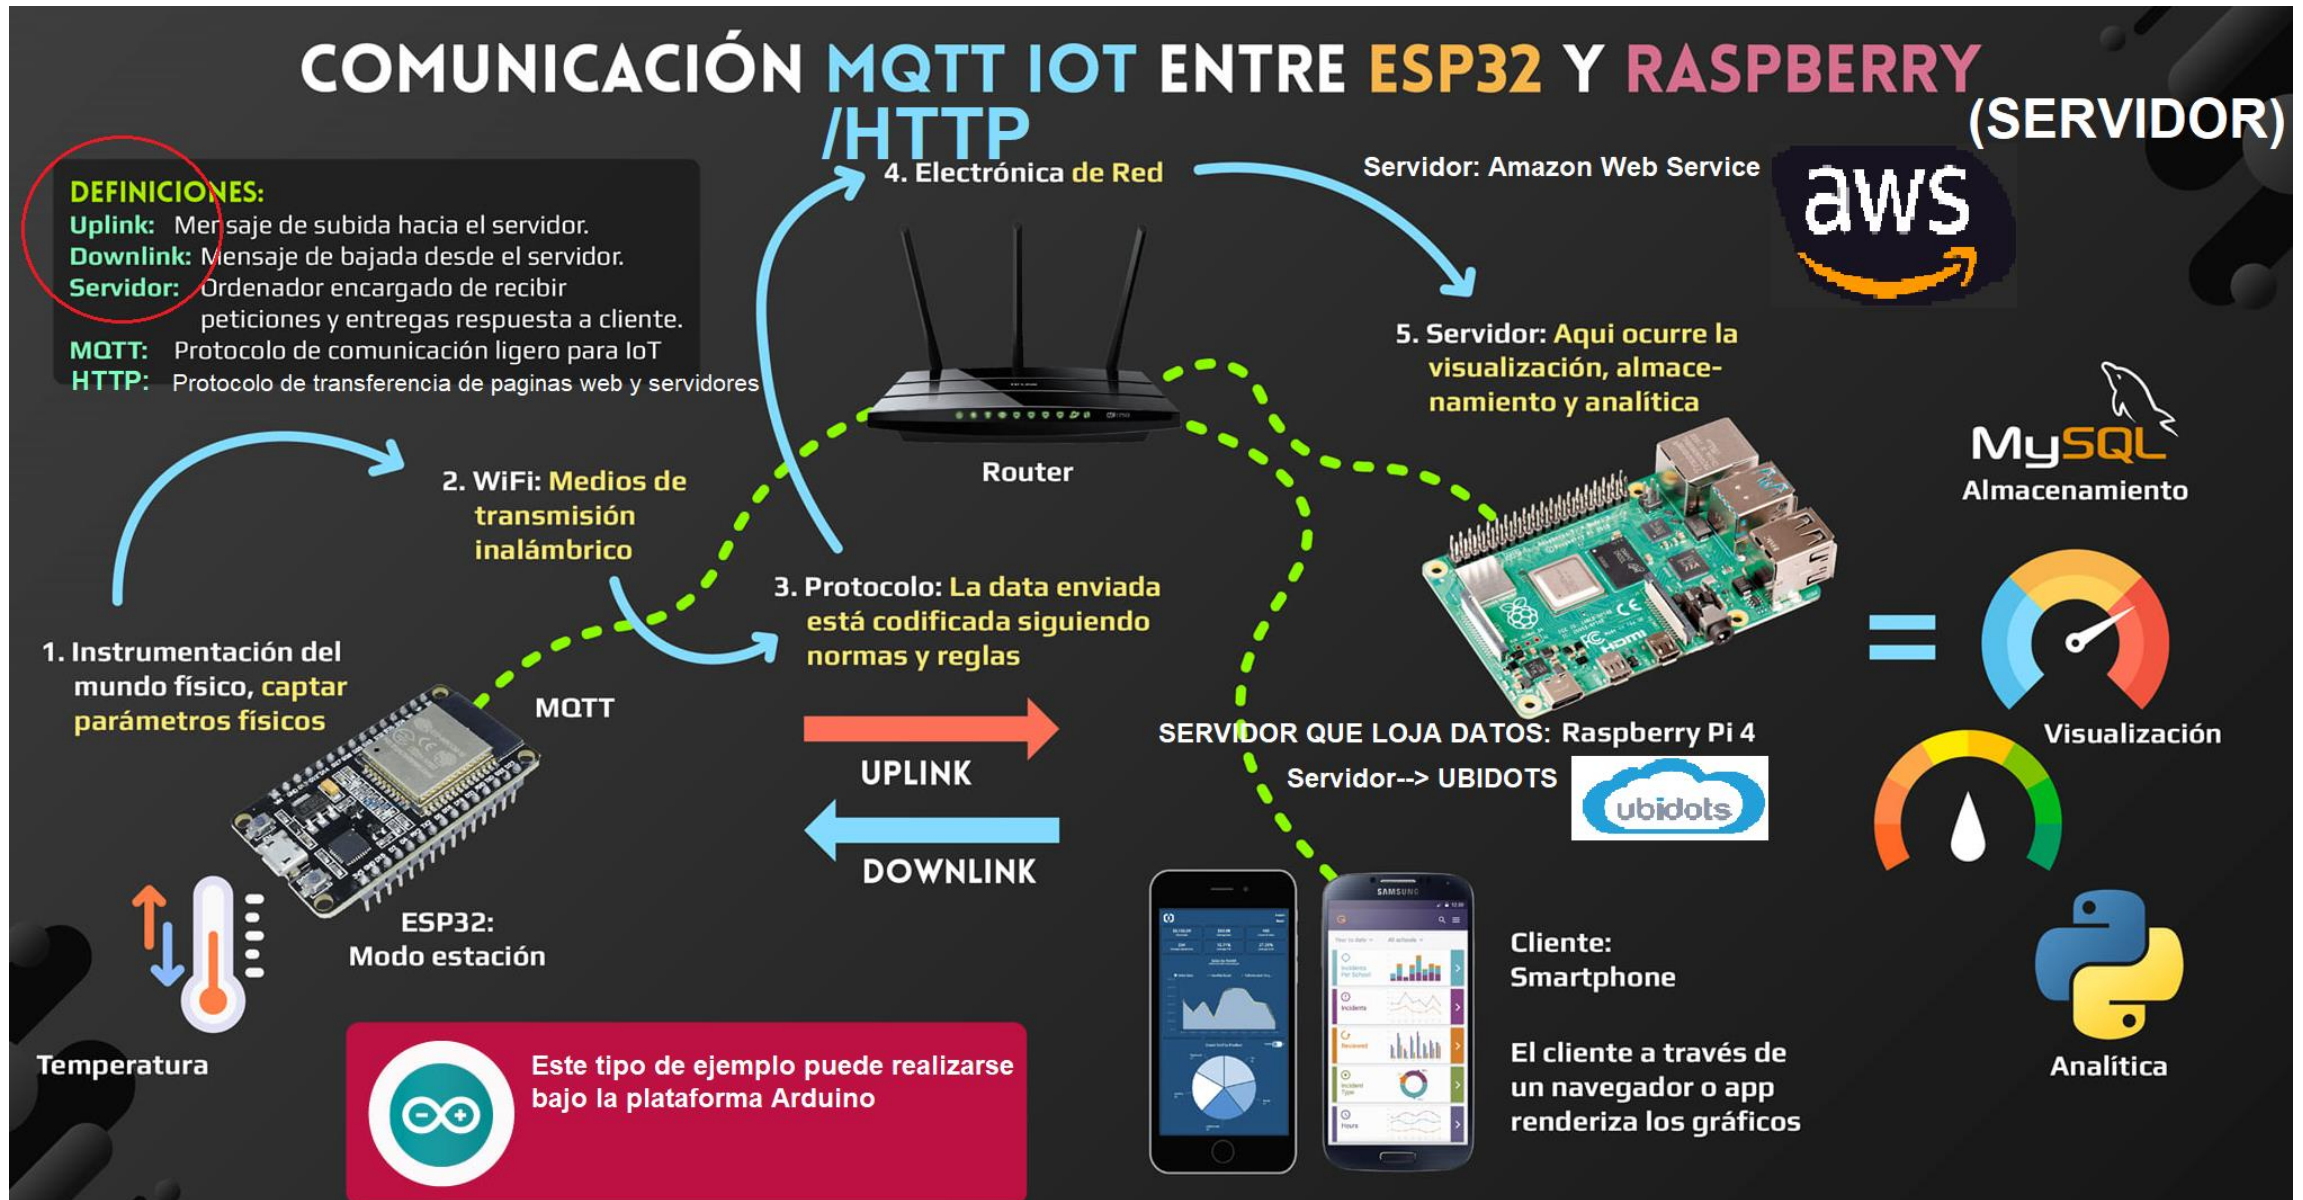 COMUNICACIÓN MQTT IOT ENTRE ESP32 Y RASPBERRY
/HTTP
(SERVIDOR)
DEFINICIONES:
Uplink: Mensaje de subida hacia el servidor.
Downlink: Mensaje de bajada desde el servidor.
Servidor: Ordenador encargado de recibir
peticiones y entregas respuesta a cliente.
MQTT: Protocolo de comunicación ligero para IoT
HTTP: Protocolo de transferencia de paginas web y servidores
4. Electrónica de Red
Servidor: Amazon Web Service
aws
5. Servidor: Aqui ocurre la
visualización, almace-
namiento y analítica
Router
2. WiFi: Medios de
transmisión
inalámbrico
3. Protocolo: La data enviada
está codificada siguiendo
normas y reglas
1. Instrumentación del
mundo físico, captar
parámetros físicos
MQTT
UPLINK
DOWNLINK
ESP32:
Modo estación
Temperatura
Este tipo de ejemplo puede realizarse
bajo la plataforma Arduino
SERVIDOR QUE LOJA DATOS: Raspberry Pi 4
Servidor--> UBIDOTS
ubidots
HDMI
SAMSUNG
Cliente:
Smartphone
El cliente a través de
un navegador o app
renderiza los gráficos
MySQL
Almacenamiento
=
Visualización
Analítica